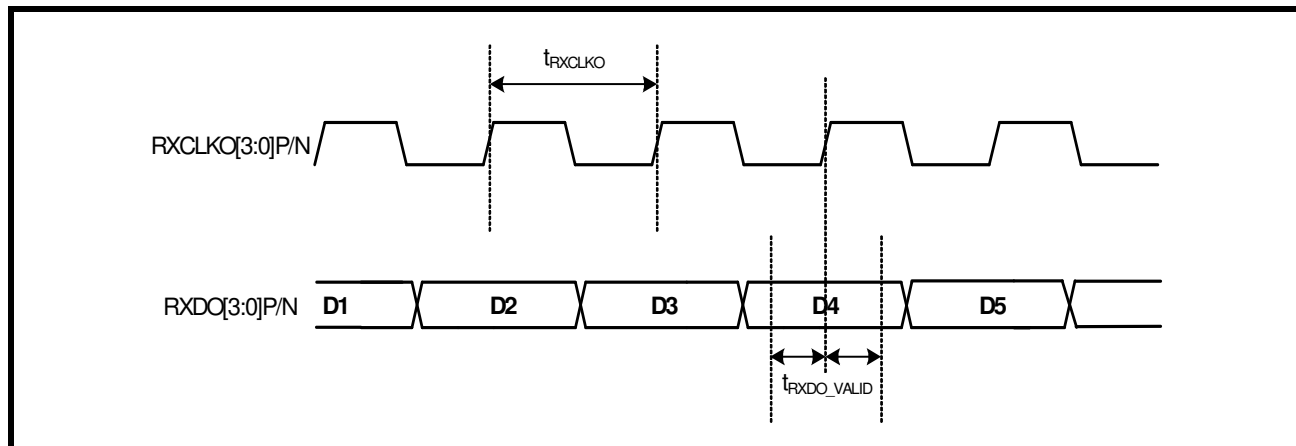 tRXCLKO
RXCLKO[3:0]P/N
RXDO[3:0]P/N D1 D2 D3 D4 D5
tRXDO_VALID